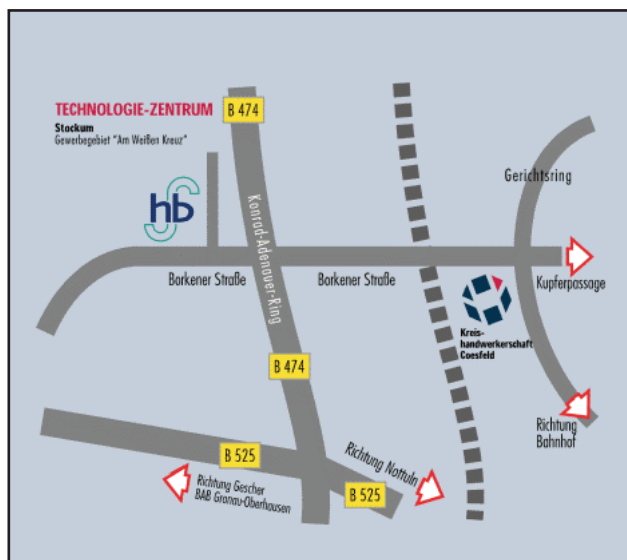 TECHNOLOGIE-ZENTRUM
Stockum
Gewerbegebiet "Am Weißen Kreuz"
B 474
hb
Konrad-Adenauer-Ring
Gerichtsring
Borkener Straße
Borkener Straße
Kupferpassage
Kreis-
handwerkerschaft
Coesfeld
B 474
Richtung
Bahnhof
B 525
Richtung Nottuln
B 525
Richtung Gescher
BAB Gronau-Oberhausen